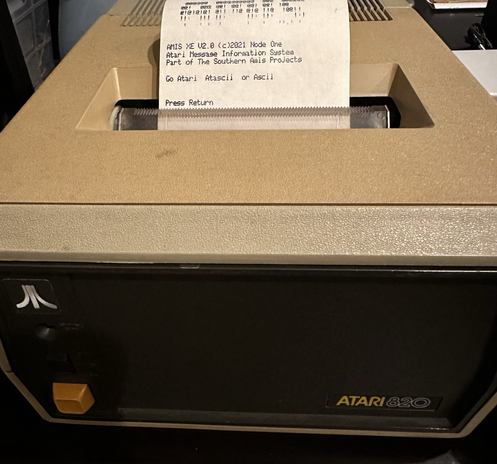 AMIS XE V2.0 (c)2021 Node One
Atari Message Information System
Part of The Southern Amis Projects
Go Atari Atascii or Ascii
Press Return
ATARI 820